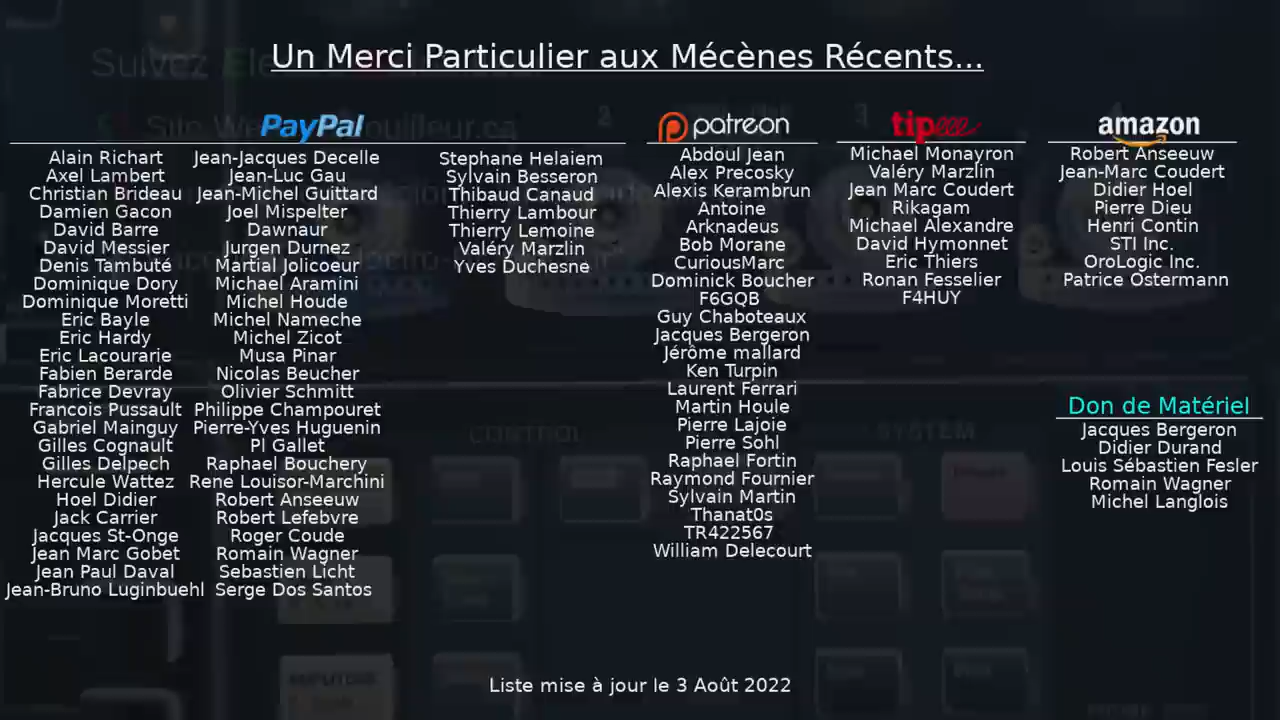 Un Merci Particulier aux Mécènes Récents...
PayPal
Alain Richart
Axel Lambert
Christian Brideau
Damien Gacon
David Barre
David Messier
Denis Tambuté
Dominique Dory
Dominique Moretti
Eric Bayle
Eric Hardy
Eric Lacourarie
Fabien Berarde
Fabrice Devray
Francois Pussault
Gabriel Mainguy
Gilles Cognault
Gilles Delpech
Hercule Wattez
Hoel Didier
Jack Carrier
Jacques St-Onge
Jean Marc Gobet
Jean Paul Daval
Jean-Bruno Luginbuehl
Jean-Jacques Decelle
Jean-Luc Gau
Jean-Michel Guittard
Joel Mispelter
Dawnaur
Jurgen Durnez
Martial Jolicoeur
Michael Aramini
Michel Houde
Michel Nameche
Michel Zicot
Musa Pinar
Nicolas Beucher
Olivier Schmitt
Philippe Champouret
Pierre-Yves Huguenin
Pl Gallet
Raphael Bouchery
Rene Louisor-Marchini
Robert Anseeuw
Robert Lefebvre
Roger Coude
Romain Wagner
Sebastien Licht
Serge Dos Santos
Stephane Helaiem
Sylvain Besseron
Thibaud Canaud
Thierry Lambour
Thierry Lemoine
Valéry Marzlin
Yves Duchesne
patreon
Abdoul Jean
Alex Precosky
Alexis Kerambrun
Antoine
Arknadeus
Bob Morane
CuriousMarc
Dominick Boucher
F6GQB
Guy Chaboteaux
Jacques Bergeron
Jérôme mallard
Ken Turpin
Laurent Ferrari
Martin Houle
Pierre Lajoie
Pierre Sohl
Raphael Fortin
Raymond Fournier
Sylvain Martin
Thanat0s
TR422567
William Delecourt
tipeee
Michael Monayron
Valéry Marzlin
Jean Marc Coudert
Rikagam
Michael Alexandre
David Hymonnet
Eric Thiers
Ronan Fesselier
F4HUY
amazon
Robert Anseeuw
Jean-Marc Coudert
Didier Hoel
Pierre Dieu
Henri Contin
STI Inc.
OroLogic Inc.
Patrice Ostermann
Don de Matériel
Jacques Bergeron
Didier Durand
Louis Sébastien Fesler
Romain Wagner
Michel Langlois
CONTROL
SYSTEM
Liste mise à jour le 3 Août 2022